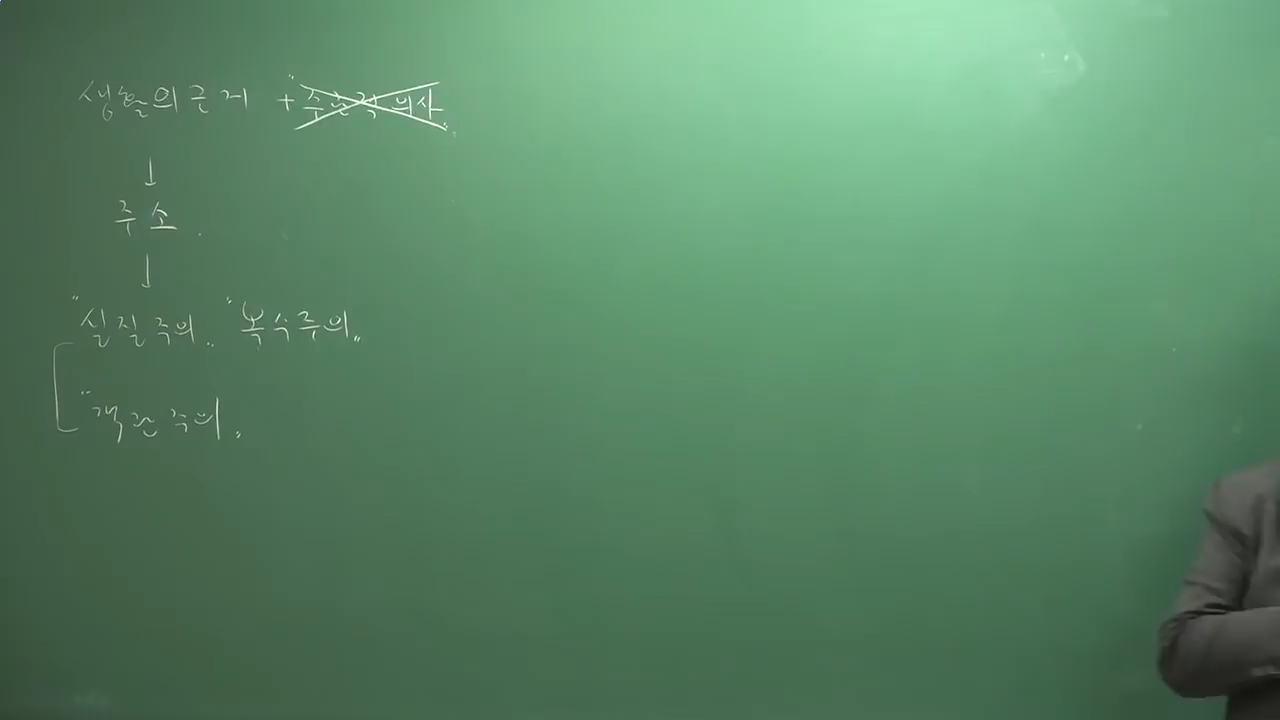 생활의근거 + "주관적 의사"
↓
주소.
↓
"실질주의" "복수주의"
"객관주의"